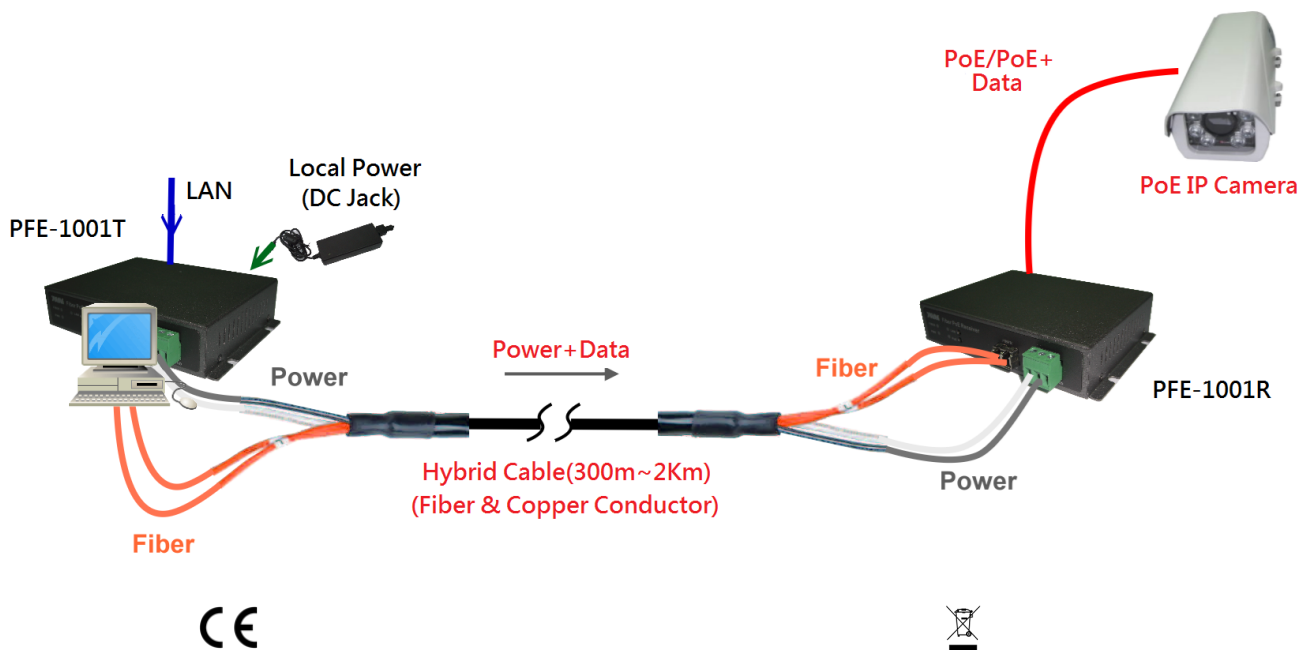 PoE/PoE+
Data
PoE IP Camera
Local Power
(DC Jack)
LAN
PFE-1001T
Power
Power+Data
Fiber
PFE-1001R
Hybrid Cable(300m~2Km)
(Fiber & Copper Conductor)
Power
Fiber
CE